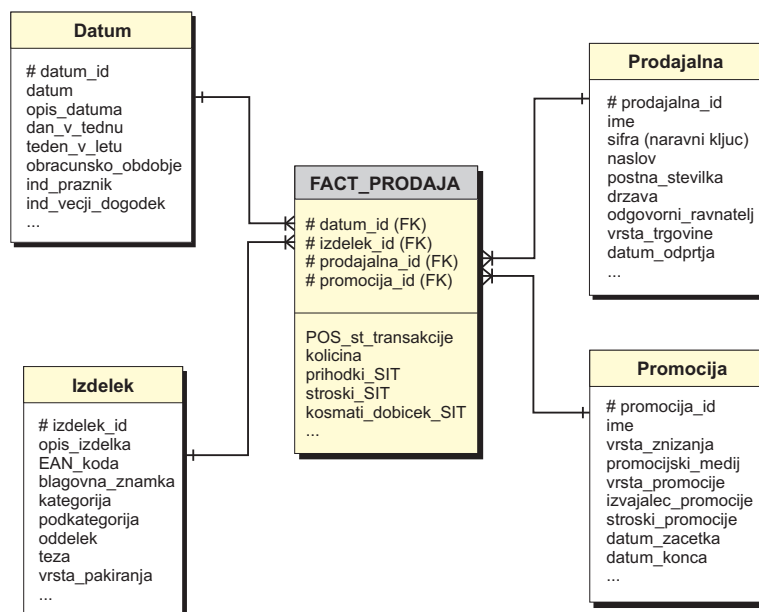 Datum
# datum_id
datum
opis_datuma
dan_v_tednu
teden_v_letu
obracunsko_obdobje
ind_praznik
ind_vecji_dogodek
...
Izdelek
# izdelek_id
opis_izdelka
EAN_koda
blagovna_znamka
kategorija
podkategorija
oddelek
teza
vrsta_pakiranja
...
FACT_PRODAJA
# datum_id (FK)
# izdelek_id (FK)
# prodajalna_id (FK)
# promocija_id (FK)
POS_st_transakcije
kolicina
prihodki_SIT
stroski_SIT
kosmati_dobicek_SIT
...
Prodajalna
# prodajalna_id
ime
sifra (naravni kljuc)
naslov
postna_stevilka
drzava
odgovorni_ravnatelj
vrsta_trgovine
datum_odprtja
...
Promocija
# promocija_id
ime
vrsta_znizanja
promocijski_medij
vrsta_promocije
izvajalec_promocije
stroski_promocije
datum_zacetka
datum_konca
...